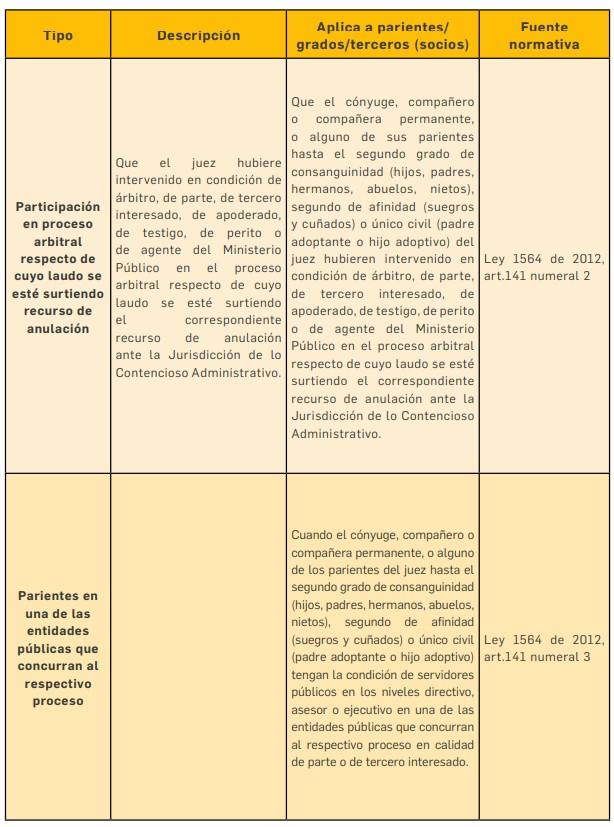 Tipo
Descripción
Aplica a parientes/
grados/terceros (socios)
Fuente
normativa
Participación
en proceso
arbitral
respecto de
cuyo laudo se
esté surtiendo
recurso de
anulación
Que el juez hubiere
intervenido en condición de
árbitro, de parte, de tercero
interesado, de apoderado,
de testigo, de perito o
de agente del Ministerio
Público en el proceso
arbitral respecto de cuyo
laudo se esté surtiendo
el correspondiente
recurso de anulación
ante la Jurisdicción de lo
Contencioso Administrativo.
Que el cónyuge, compañero
o compañera permanente,
o alguno de sus parientes
hasta el segundo grado de
consanguinidad (hijos, padres,
hermanos, abuelos, nietos),
segundo de afinidad (suegros
y cuñados) o único civil (padre
adoptante o hijo adoptivo) del
juez hubieren intervenido en
condición de árbitro, de parte,
de tercero interesado, de
apoderado, de testigo, de perito
o de agente del Ministerio
Público en el proceso arbitral
respecto de cuyo laudo se esté
surtiendo el correspondiente
recurso de anulación ante la
Jurisdicción de lo Contencioso
Administrativo.
Ley 1564 de 2012,
art.141 numeral 2
Parientes en
una de las
entidades
públicas que
concurran al
respectivo
proceso
Cuando el cónyuge, compañero o
compañera permanente, o alguno
de los parientes del juez hasta el
segundo grado de consanguinidad
(hijos, padres, hermanos, abuelos,
nietos), segundo de afinidad
(suegros y cuñados) o único civil
(padre adoptante o hijo adoptivo)
tengan la condición de servidores
públicos en los niveles directivo,
asesor o ejecutivo en una de las
entidades públicas que concurran
al respectivo proceso en calidad
de parte o de tercero interesado.
Ley 1564 de 2012,
art.141 numeral 3